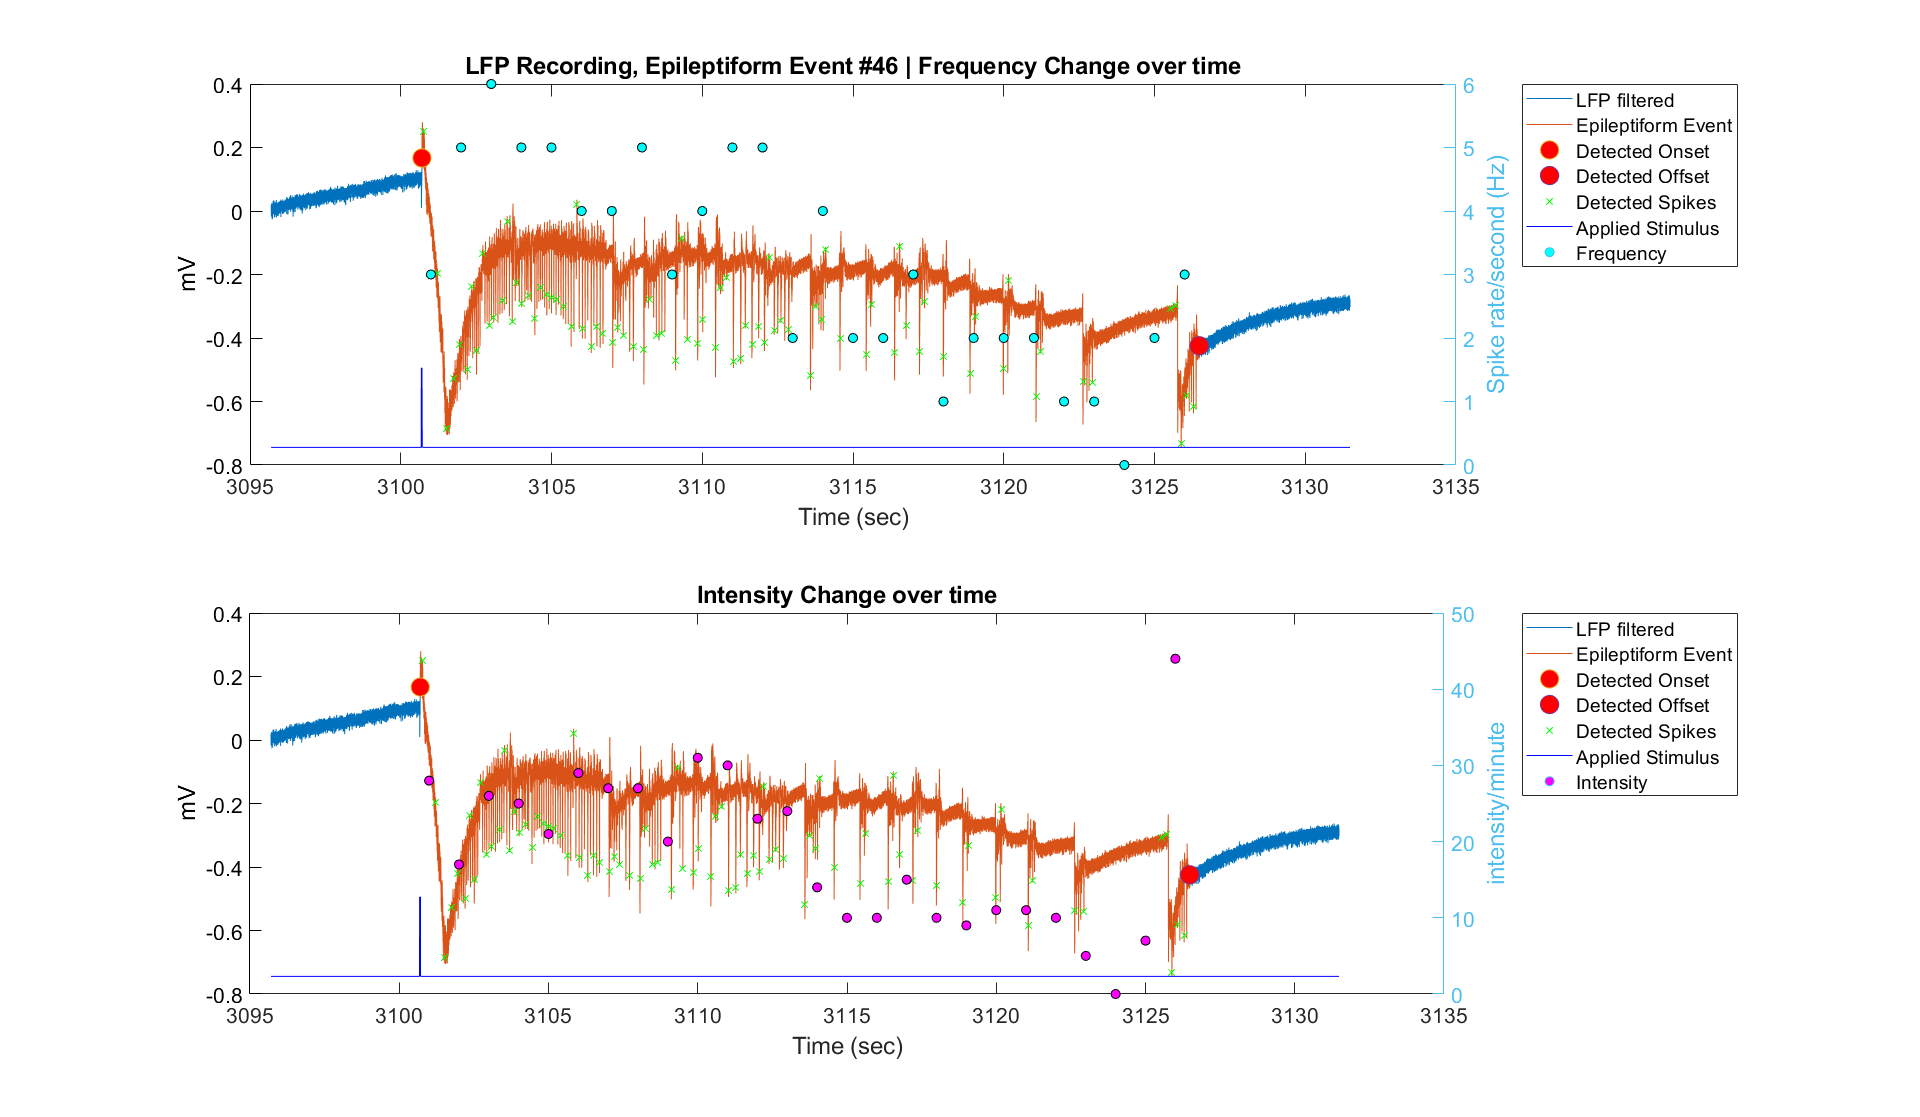 LFP Recording, Epileptiform Event #46 | Frequency Change over time
0.4
0.2
0
-0.2
-0.4
-0.6
-0.8
mV
3095
3100
3105
3110
3115
3120
3125
3130
3135
Time (sec)
6
5
4
3
2
1
0
Spike rate/second (Hz)
LFP filtered
Epileptiform Event
Detected Onset
Detected Offset
Detected Spikes
Applied Stimulus
Frequency
Intensity Change over time
0.4
0.2
0
-0.2
-0.4
-0.6
-0.8
mV
3095
3100
3105
3110
3115
3120
3125
3130
3135
Time (sec)
50
40
30
20
10
0
intensity/minute
LFP filtered
Epileptiform Event
Detected Onset
Detected Offset
Detected Spikes
Applied Stimulus
Intensity